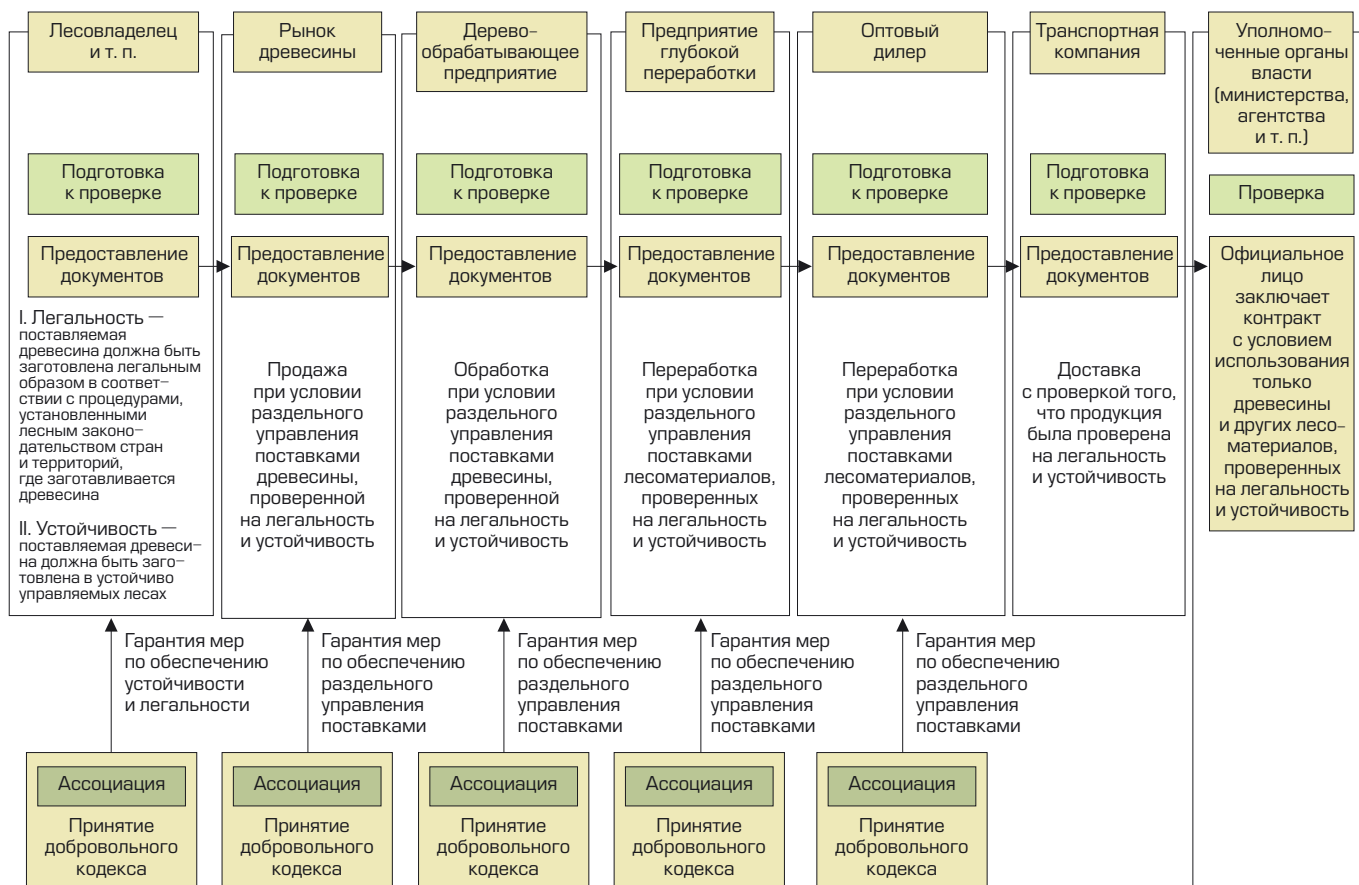 Лесовладелец
и т. п.
Рынок
древесины
Дерево–
обрабатывающее
предприятие
Предприятие
глубокой
переработки
Оптовый
дилер
Транспортная
компания
Уполномо–
ченные органы
власти
(министерства,
агентства
и т. п.)
Подготовка
к проверке
Подготовка
к проверке
Подготовка
к проверке
Подготовка
к проверке
Подготовка
к проверке
Подготовка
к проверке
Проверка
Предоставление
документов
Предоставление
документов
Предоставление
документов
Предоставление
документов
Предоставление
документов
Предоставление
документов
Официальное
лицо
заключает
контракт
с условием
использования
только
древесины
и других лесо–
материалов,
проверенных
на легальность
и устойчивость
I. Легальность —
поставляемая
древесина должна быть
заготовлена легальным
образом в соответ–
ствии с процедурами,
установленными
лесным законо–
дательством стран
и территорий,
где заготавливается
древесина
II. Устойчивость —
поставляемая древеси–
на должна быть заго–
товлена в устойчиво
управляемых лесах
Продажа
при условии
раздельного
управления
поставками
древесины,
проверенной
на легальность
и устойчивость
Обработка
при условии
раздельного
управления
поставками
древесины,
проверенной
на легальность
и устойчивость
Переработка
при условии
раздельного
управления
поставками
лесоматериалов,
проверенных
на легальность
и устойчивость
Переработка
при условии
раздельного
управления
поставками
лесоматериалов,
проверенных
на легальность
и устойчивость
Доставка
с проверкой того,
что продукция
была проверена
на легальность
и устойчивость
Гарантия мер
по обеспечению
устойчивости
и легальности
Гарантия мер
по обеспечению
раздельного
управления
поставками
Гарантия мер
по обеспечению
раздельного
управления
поставками
Гарантия мер
по обеспечению
раздельного
управления
поставками
Гарантия мер
по обеспечению
раздельного
управления
поставками
Ассоциация
Принятие
добровольного
кодекса
Ассоциация
Принятие
добровольного
кодекса
Ассоциация
Принятие
добровольного
кодекса
Ассоциация
Принятие
добровольного
кодекса
Ассоциация
Принятие
добровольного
кодекса